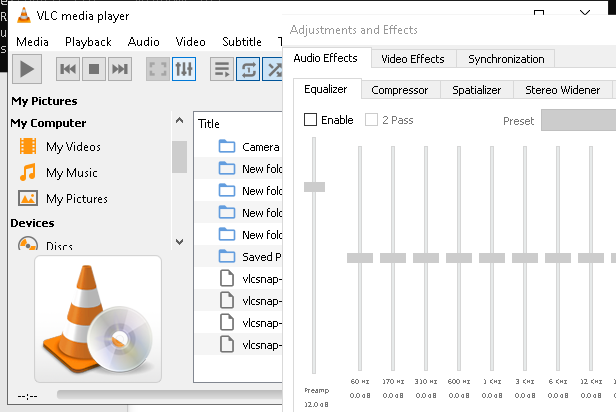 VLC media player
Media Playback Audio Video Subtitle
My Pictures
My Computer
My Videos
My Music
My Pictures
Devices
Discs
Title
Camera
New fold
New fold
New fold
New fold
Saved P
vlcsnap-
vlcsnap-
vlcsnap-
vlcsnap-
--:--
Adjustments and Effects
Audio Effects Video Effects Synchronization
Equalizer Compressor Spatializer Stereo Widener
Enable 2 Pass Preset
60 Hz 170 Hz 310 Hz 600 Hz 1 KHz 3 KHz 6 KHz 12 KHz
Preamp 0.0 dB 0.0 dB 0.0 dB 0.0 dB 0.0 dB 0.0 dB 0.0 dB 0.0 dB
12.0 dB